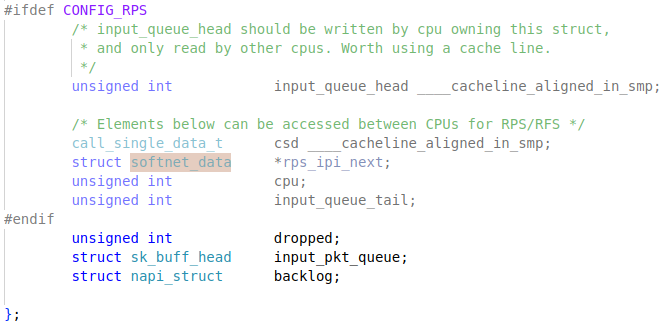 #ifdef CONFIG_RPS
/* input_queue_head should be written by cpu owning this struct,
* and only read by other cpus. Worth using a cache line.
*/
unsigned int input_queue_head ____cacheline_aligned_in_smp;
/* Elements below can be accessed between CPUs for RPS/RFS */
call_single_data_t csd ____cacheline_aligned_in_smp;
struct softnet_data *rps_ipi_next;
unsigned int cpu;
unsigned int input_queue_tail;
#endif
unsigned int dropped;
struct sk_buff_head input_pkt_queue;
struct napi_struct backlog;
};